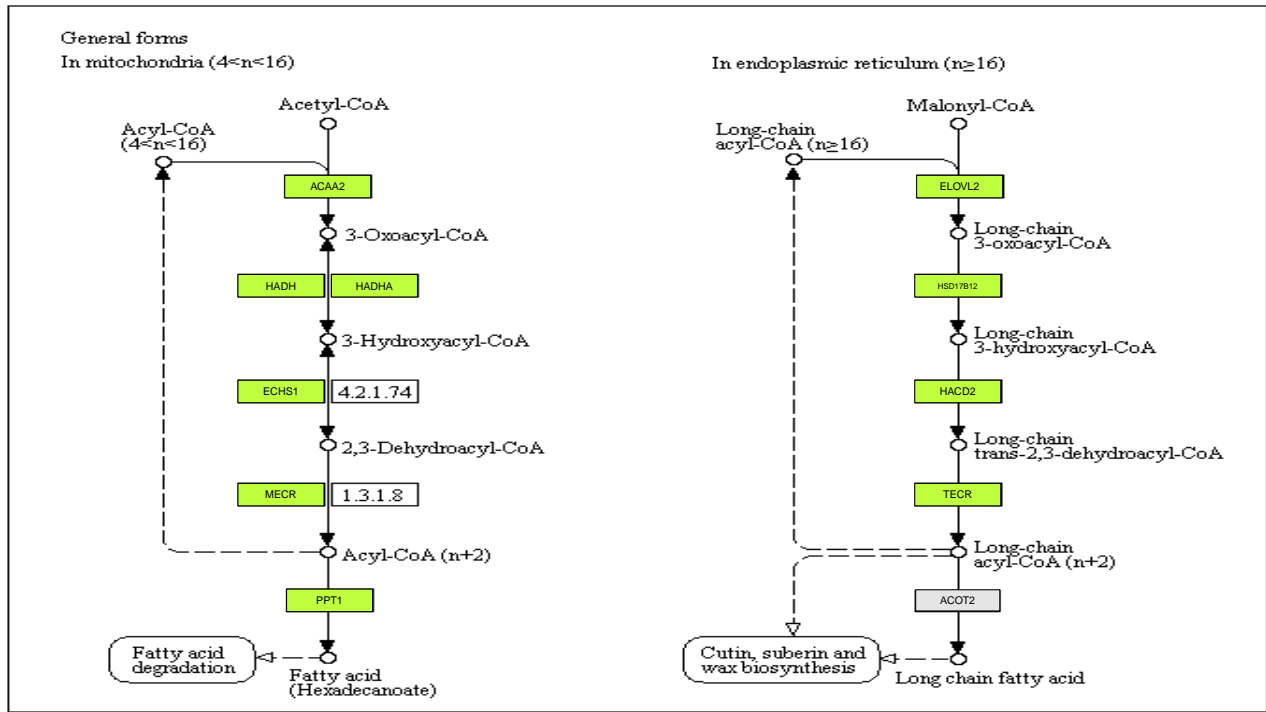 General forms
In mitochondria (4<n<16)
Acetyl-CoA
Acyl-CoA
(4<n<16)
ACAA2
3-Oxoacyl-CoA
HADH
HADHA
3-Hydroxyacyl-CoA
ECHS1
4.2.1.74
2,3-Dehydroacyl-CoA
MECR
1.3.1.8
Acyl-CoA (n+2)
PPT1
Fatty acid
degradation
Fatty acid
(Hexadecanoate)
In endoplasmic reticulum (n≥16)
Malonyl-CoA
Long-chain
acyl-CoA (n≥16)
ELOVL2
Long-chain
3-oxoacyl-CoA
HSD17B12
Long-chain
3-hydroxyacyl-CoA
HACD2
Long-chain
trans-2,3-dehydroacyl-CoA
TECR
Long-chain
acyl-CoA (n+2)
ACOT2
Cutin, suberin and
wax biosynthesis
Long chain fatty acid